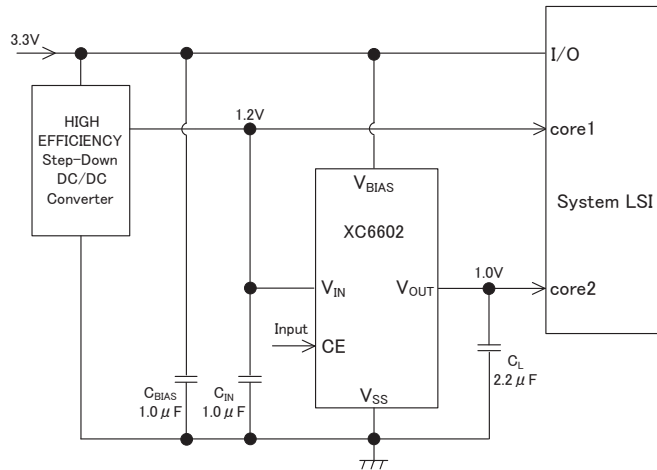 3.3V
I/O
HIGH
EFFICIENCY
Step-Down
DC/DC
Converter
1.2V
core1
VBIAS
XC6602
System LSI
VIN
VOUT
1.0V
core2
Input
CE
CBIAS
1.0μF
CIN
1.0μF
VSS
CL
2.2μF